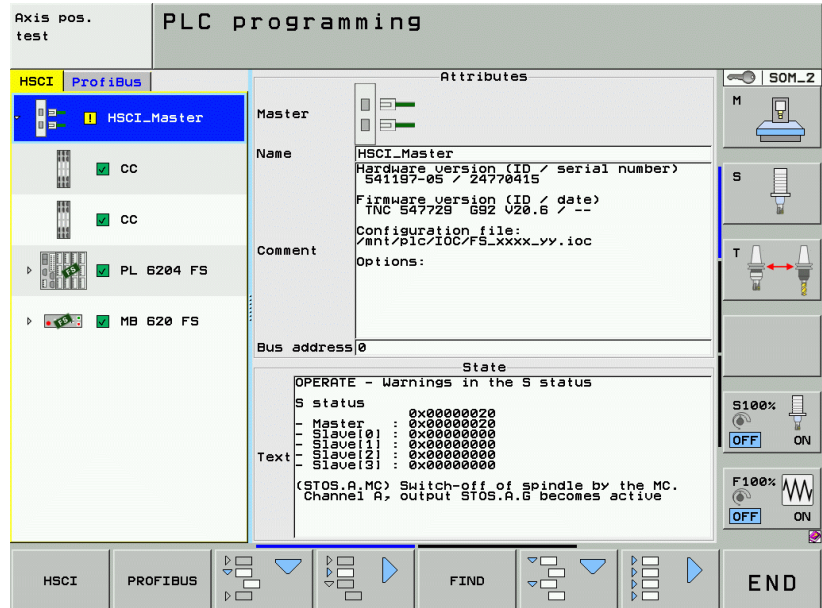 Axis pos.
test
PLC programming
HSCI ProfiBus
HSCI_Master
CC
CC
FS PL 6204 FS
FS MB 620 FS
Attributes
Master
Name HSCI_Master
Comment
Hardware version (ID / serial number)
541197-05 / 24770415
Firmware version (ID / date)
TNC 547729 G92 V20.6 / --
Configuration file:
/mnt/plc/IOC/FS_xxxx_yy.ioc
Options:
Bus address 0
State
Text
OPERATE - Warnings in the S status
S status
0x00000020
- Master : 0x00000020
- Slave[0] : 0x00000000
- Slave[1] : 0x00000000
- Slave[2] : 0x00000000
- Slave[3] : 0x00000000
(STOS.A.MC) Switch-off of spindle by the MC.
Channel A, output STOS.A.G becomes active
SOM_2
M
S
T
S100%
OFF ON
F100%
OFF ON
HSCI PROFIBUS FIND END